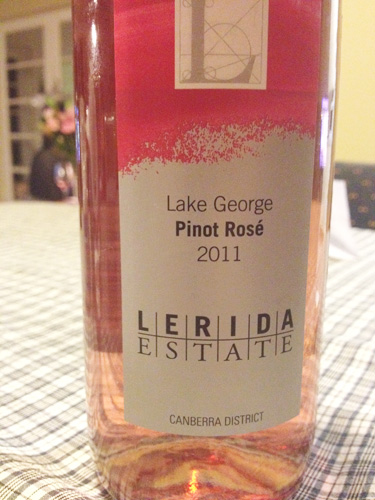 L
Lake George
Pinot Rosé
2011
LERIDA
ESTATE
CANBERRA DISTRICT